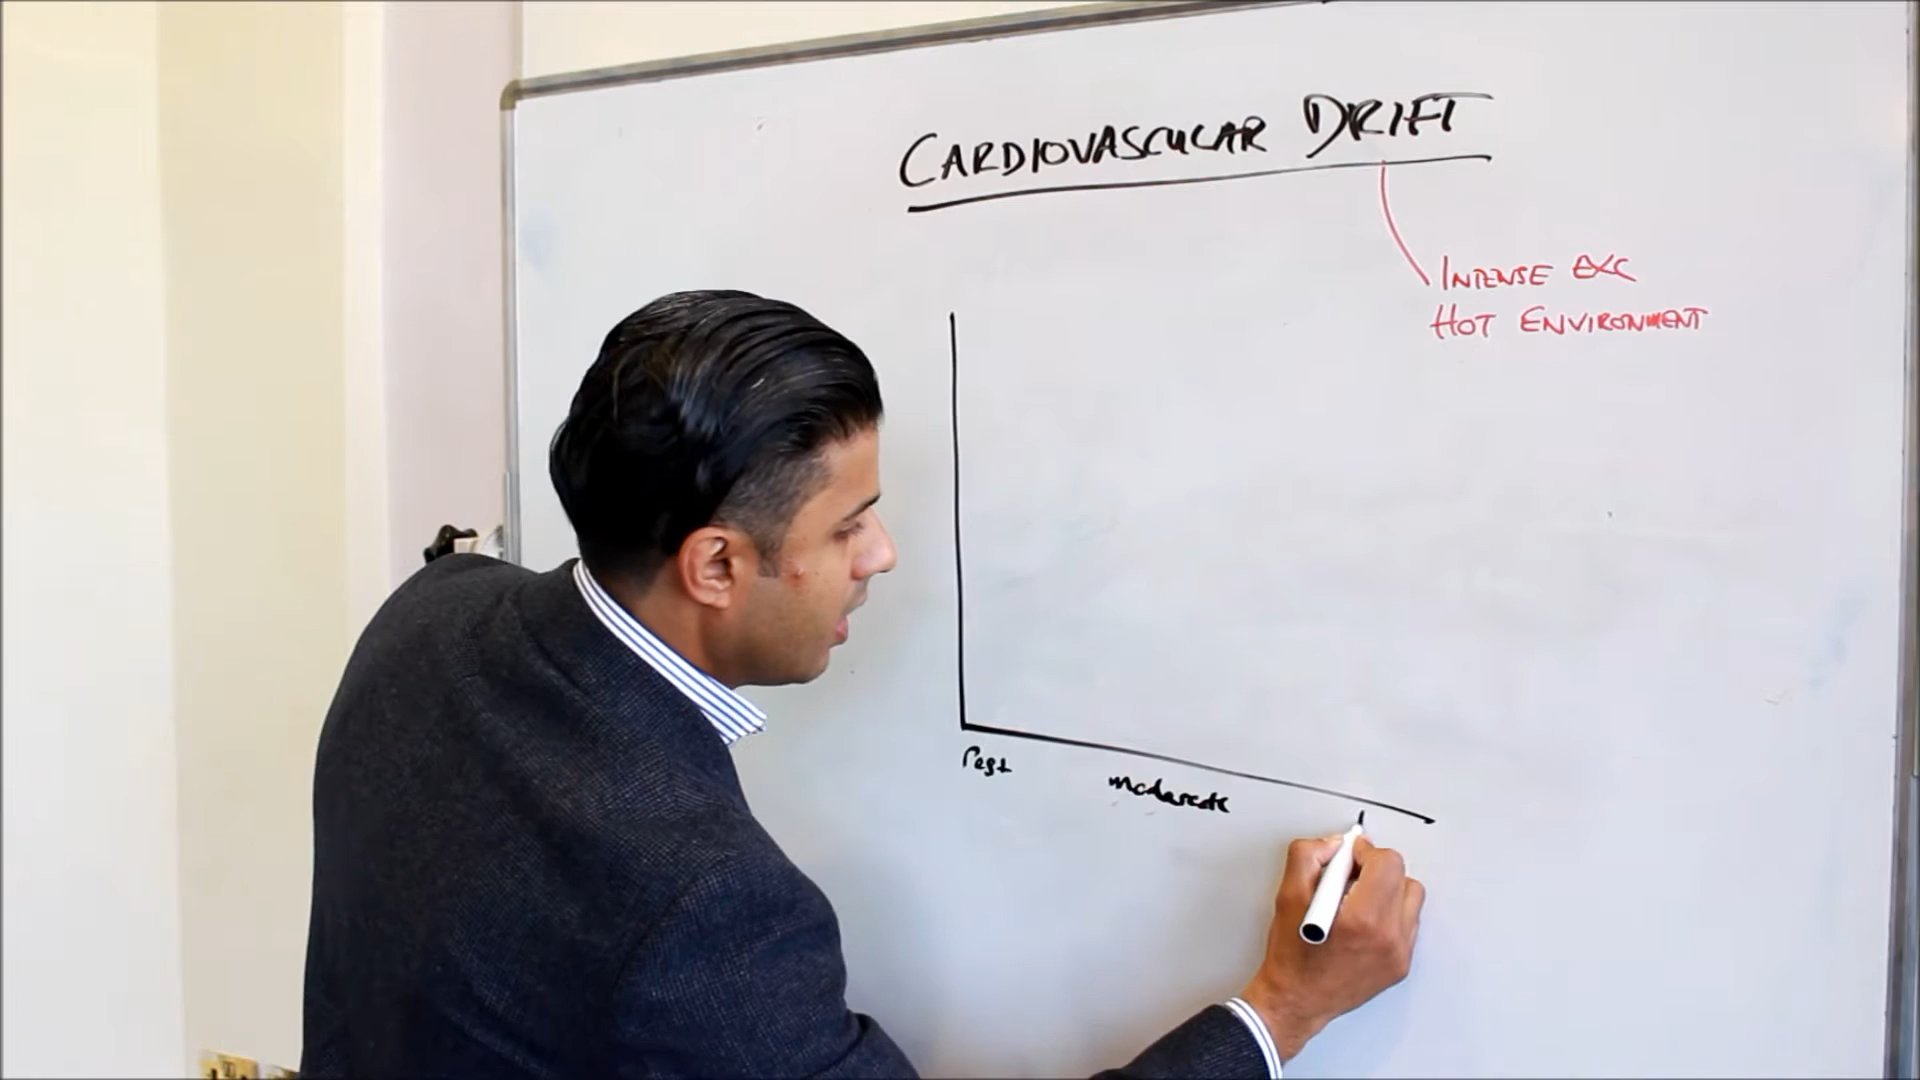 CARDIOVASCULAR DRIFT
INTENSE EXC
HOT ENVIRONMENT
rest
moderate